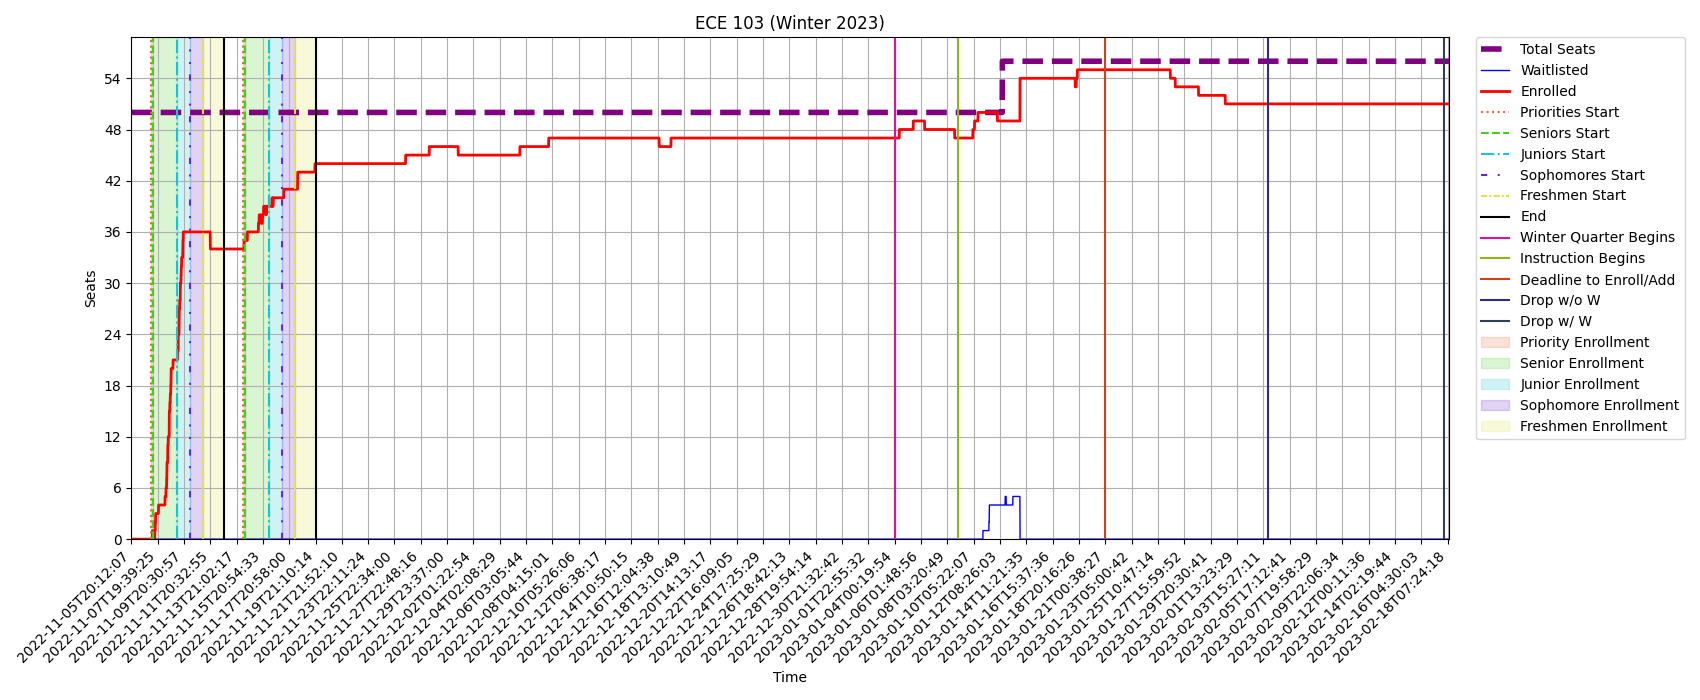 ECE 103 (Winter 2023)
Seats
54
48
42
36
30
24
18
12
6
0
2022-11-05T20:12:07
2022-11-07T19:39:25
2022-11-09T20:30:57
2022-11-11T20:32:55
2022-11-13T21:02:17
2022-11-15T20:54:33
2022-11-17T20:58:00
2022-11-19T21:10:14
2022-11-21T21:52:10
2022-11-23T22:11:24
2022-11-25T22:34:00
2022-11-27T22:48:16
2022-11-29T23:37:00
2022-12-02T01:22:54
2022-12-04T02:08:29
2022-12-06T03:05:44
2022-12-08T04:15:01
2022-12-10T05:26:06
2022-12-12T06:38:17
2022-12-14T10:50:15
2022-12-16T12:04:38
2022-12-18T13:10:49
2022-12-20T14:13:17
2022-12-22T16:09:05
2022-12-24T17:25:29
2022-12-26T18:42:13
2022-12-28T19:54:14
2022-12-30T21:32:42
2023-01-01T22:55:32
2023-01-04T00:19:54
2023-01-06T01:48:56
2023-01-08T03:20:49
2023-01-10T05:22:07
2023-01-12T08:26:03
2023-01-14T11:21:35
2023-01-16T15:37:36
2023-01-18T20:16:26
2023-01-21T00:38:27
2023-01-23T05:00:42
2023-01-25T10:47:14
2023-01-27T15:59:52
2023-01-29T20:30:41
2023-02-01T13:23:29
2023-02-03T15:27:11
2023-02-05T17:12:41
2023-02-07T19:58:29
2023-02-09T22:06:34
2023-02-12T00:11:36
2023-02-14T02:19:44
2023-02-16T04:30:03
2023-02-18T07:24:18
Time
Total Seats
Waitlisted
Enrolled
Priorities Start
Seniors Start
Juniors Start
Sophomores Start
Freshmen Start
End
Winter Quarter Begins
Instruction Begins
Deadline to Enroll/Add
Drop w/o W
Drop w/ W
Priority Enrollment
Senior Enrollment
Junior Enrollment
Sophomore Enrollment
Freshmen Enrollment